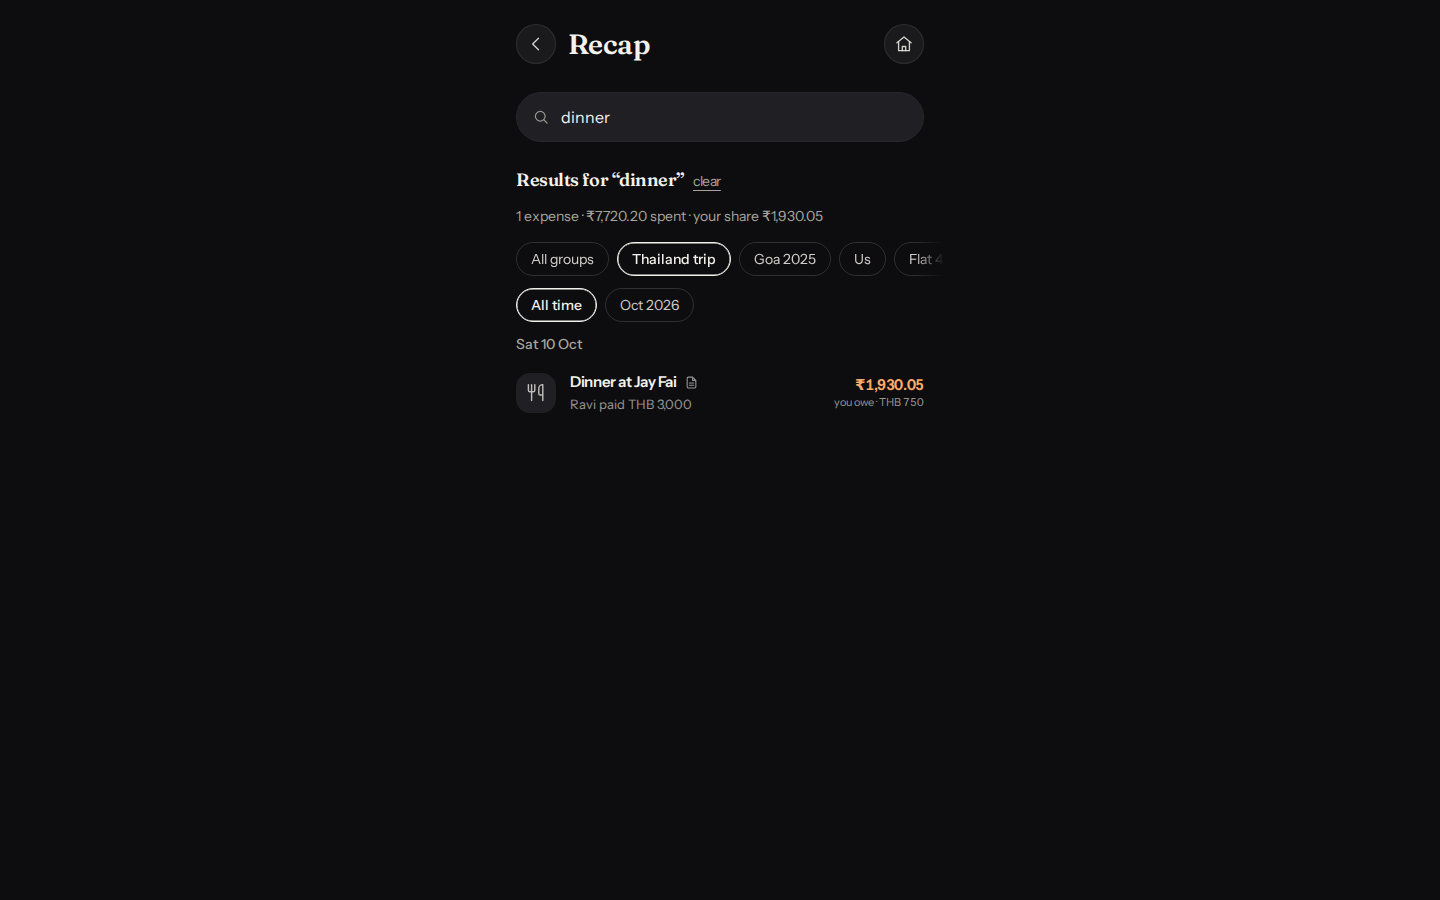 Recap
dinner
Results for “dinner” clear
1 expense · ₹7,720.20 spent · your share ₹1,930.05
All groups Thailand trip Goa 2025 Us Flat
All time Oct 2026
Sat 10 Oct
Dinner at Jay Fai ₹1,930.05
Ravi paid THB 3,000 you owe · THB 750